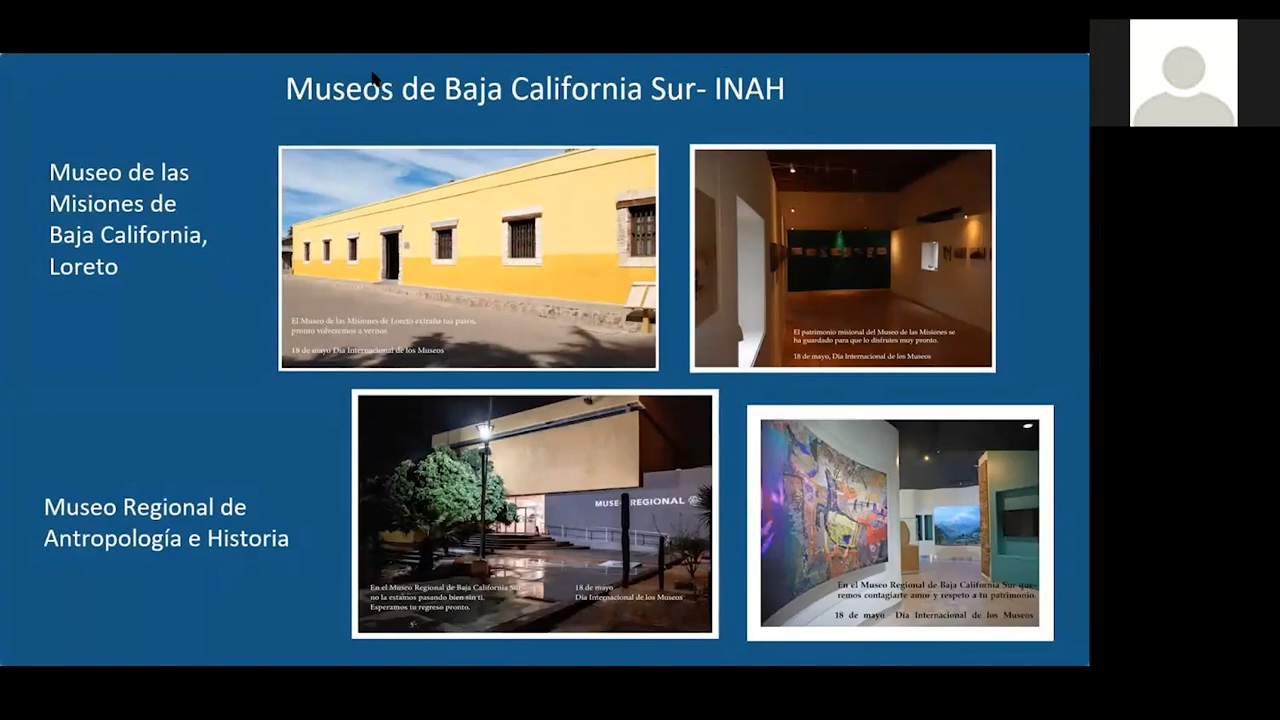 Museos de Baja California Sur- INAH
Museo de las
Misiones de
Baja California,
Loreto
El Museo de las Misiones de Loreto extraña tus pasos,
pronto volveremos a vernos.
18 de mayo Día Internacional de los Museos
El patrimonio misional del Museo de las Misiones se
ha guardado para que lo disfrutes muy pronto.
18 de mayo, Día Internacional de los Museos
Museo Regional de
Antropología e Historia
MUSEO REGIONAL
En el Museo Regional de Baja California Sur
no la estamos pasando bien sin ti.
Esperamos tu regreso pronto.
18 de mayo
Día Internacional de los Museos
En el Museo Regional de Baja California Sur que-
remos contagiarte amor y respeto a tu patrimonio.
18 de mayo Día Internacional de los Museos